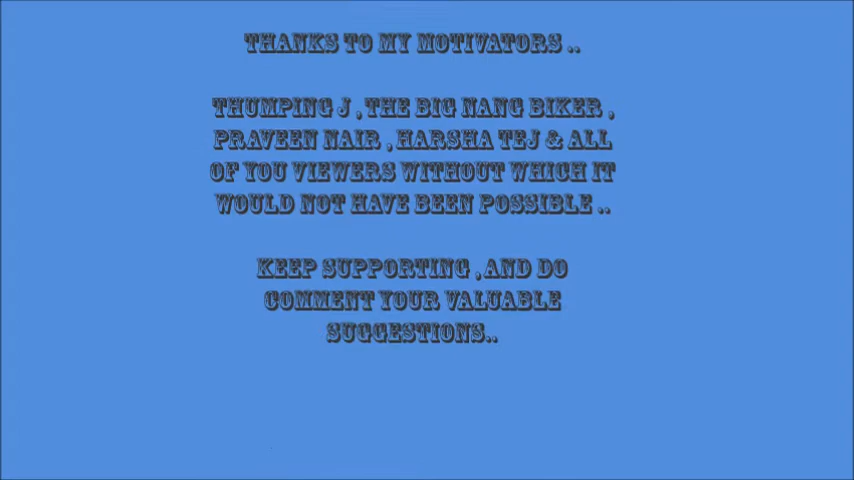 THANKS TO MY MOTIVATORS ..
THUMPING J , THE BIG NANG BIKER ,
PRAVEEN NAIR , HARSHA TEJ & ALL
OF YOU VIEWERS WITHOUT WHICH IT
WOULD NOT HAVE BEEN POSSIBLE ..
KEEP SUPPORTING , AND DO
COMMENT YOUR VALUABLE
SUGGESTIONS..